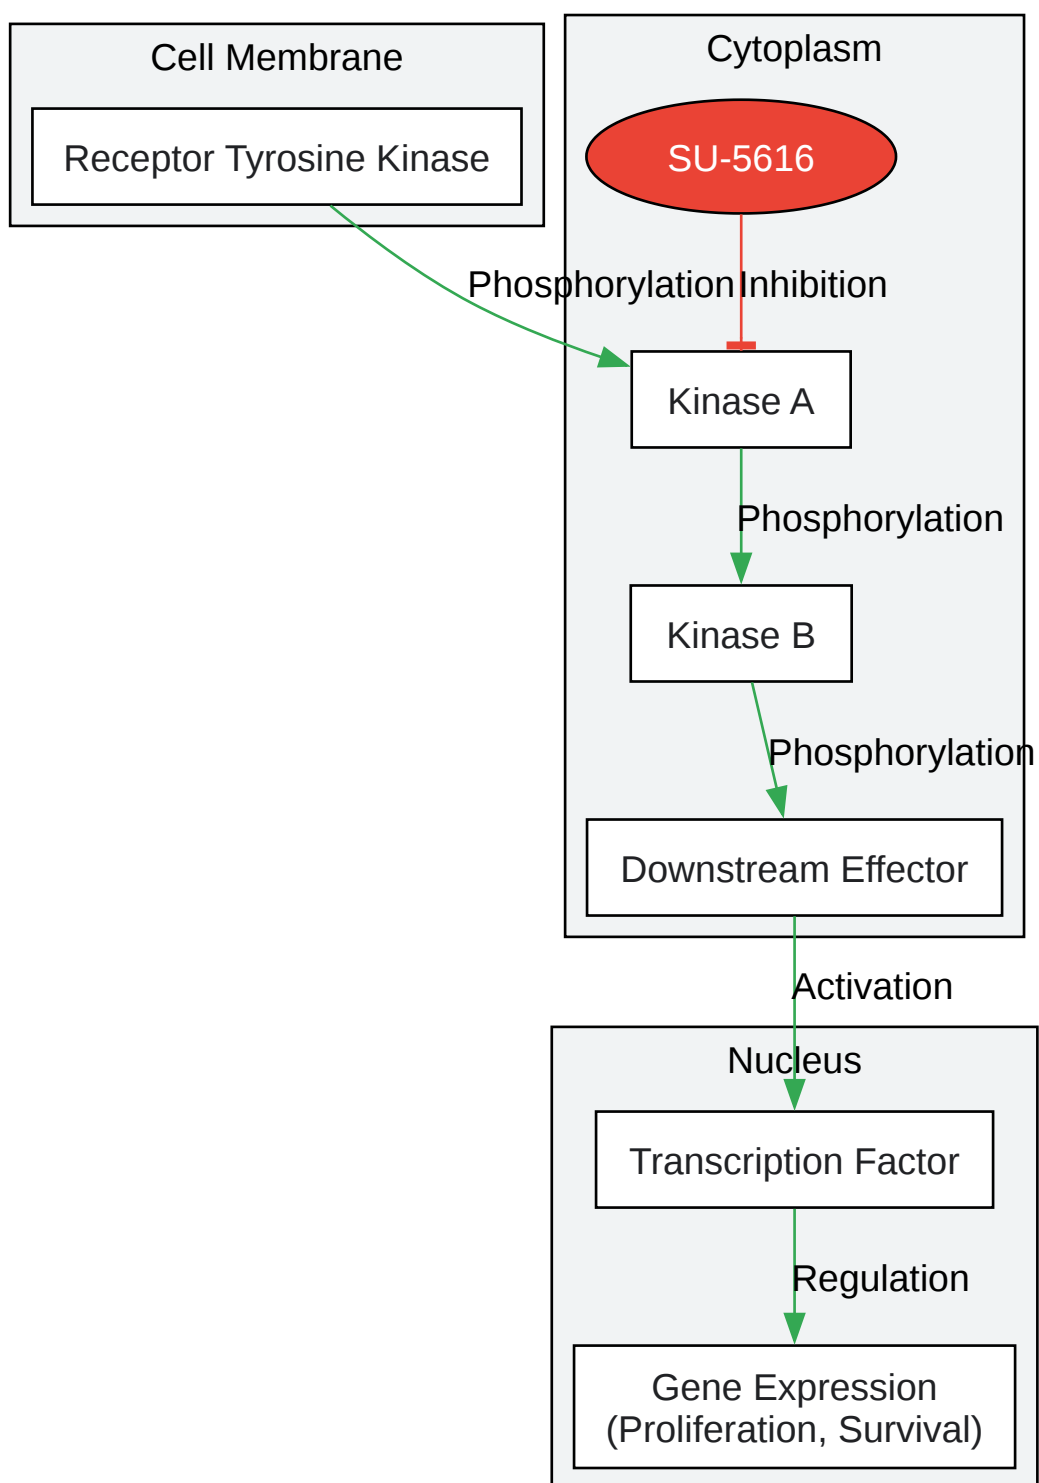 Cell Membrane
Receptor Tyrosine Kinase
Cytoplasm
SU-5616
Phosphorylation
Inhibition
Kinase A
Phosphorylation
Kinase B
Phosphorylation
Downstream Effector
Activation
Nucleus
Transcription Factor
Regulation
Gene Expression
(Proliferation, Survival)